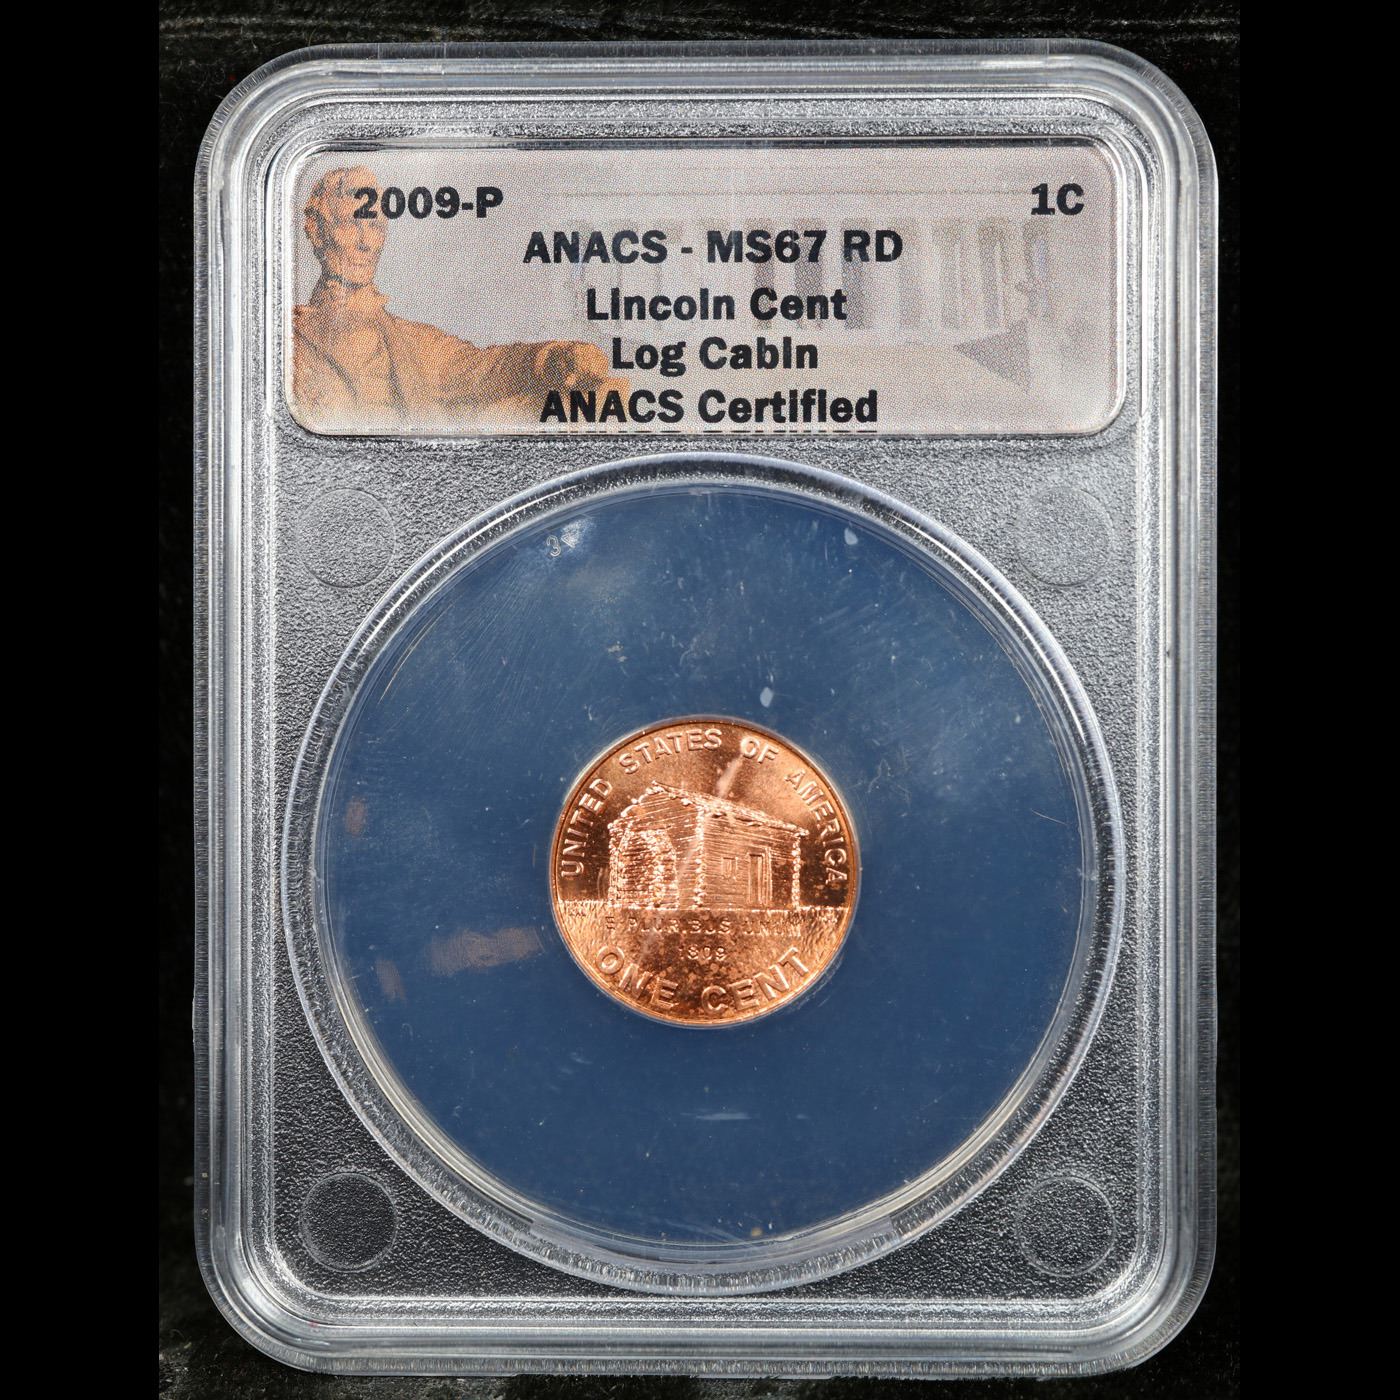 2009-P 1C
ANACS - MS67 RD
Lincoln Cent
Log Cabin
ANACS Certified
3
UNITED STATES OF AMERICA
E PLURIBUS UNUM
1809
ONE CENT